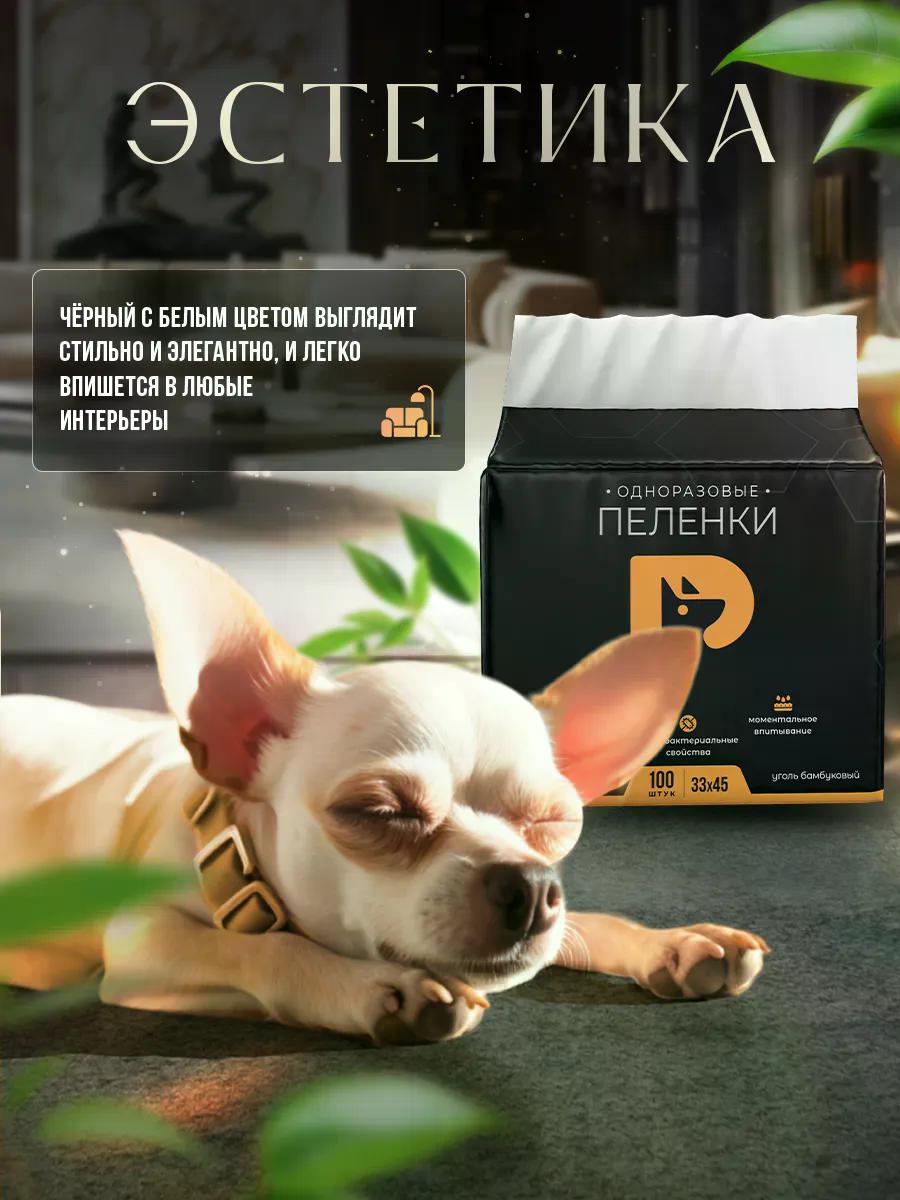 ЭСТЕТИКА
ЧЁРНЫЙ С БЕЛЫМ ЦВЕТОМ ВЫГЛЯДИТ
СТИЛЬНО И ЭЛЕГАНТНО, И ЛЕГКО
ВПИШЕТСЯ В ЛЮБЫЕ
ИНТЕРЬЕРЫ
• ОДНОРАЗОВЫЕ •
ПЕЛЕНКИ
моментальное
впитывание
свойства
уголь бамбуковый
100
ШТУК
33x45